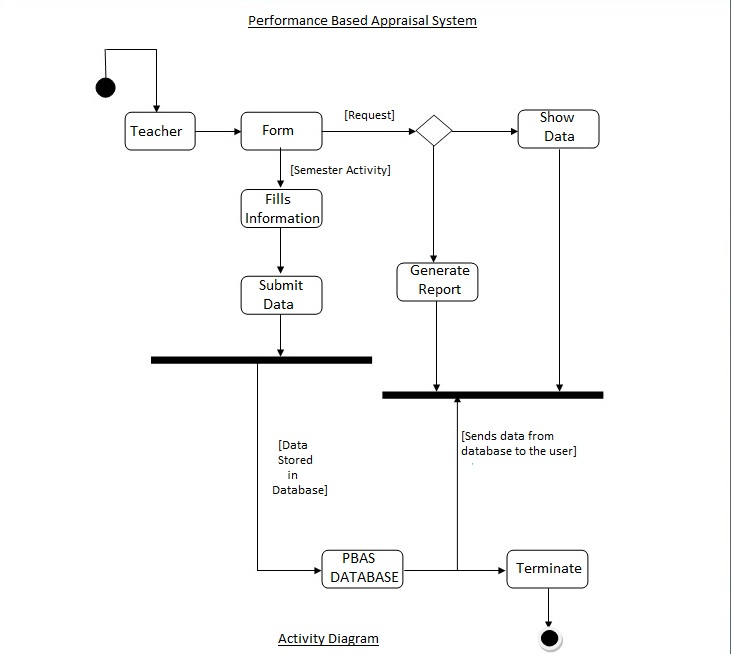 Performance Based Appraisal System
Teacher
Form
[Request]
Show
Data
[Semester Activity]
Fills
Information
Submit
Data
Generate
Report
[Data
Stored
in
Database]
[Sends data from
database to the user]
PBAS
DATABASE
Terminate
Activity Diagram